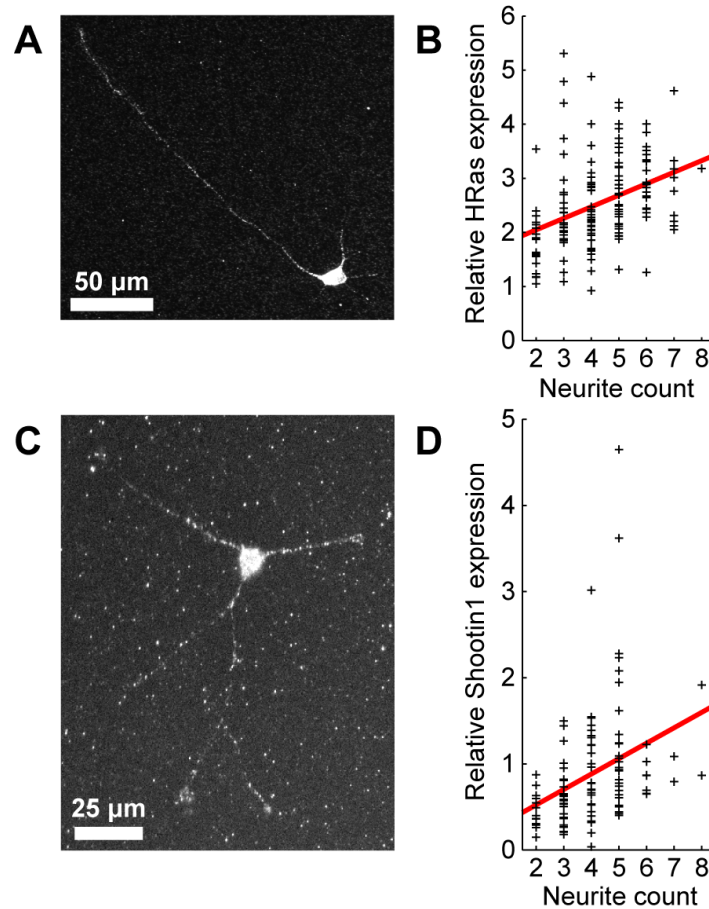 A
50 µm
B
Relative HRas expression
6
5
4
3
2
1
0
2 3 4 5 6 7 8
Neurite count
C
25 µm
D
Relative Shootin1 expression
5
4
3
2
1
0
2 3 4 5 6 7 8
Neurite count